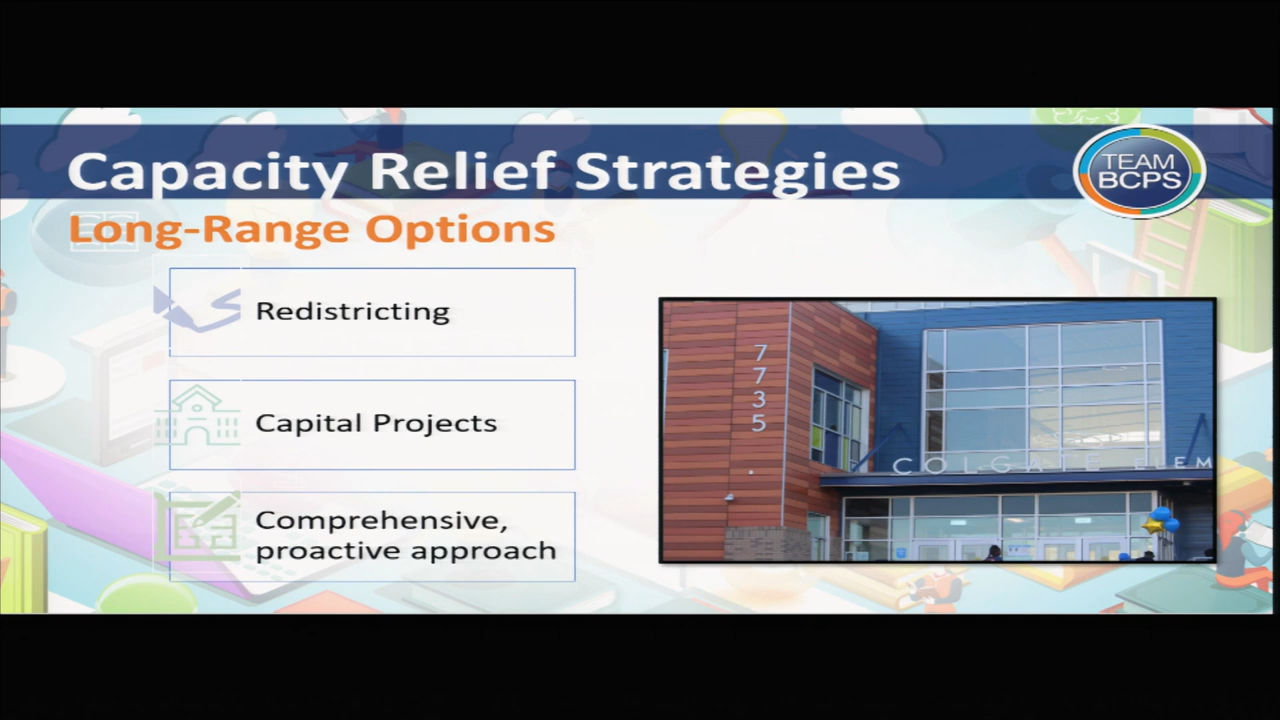 Capacity Relief Strategies
TEAM
BCPS
Long-Range Options
Redistricting
Capital Projects
Comprehensive,
proactive approach
7
7
3
5
COLGATE ELEM